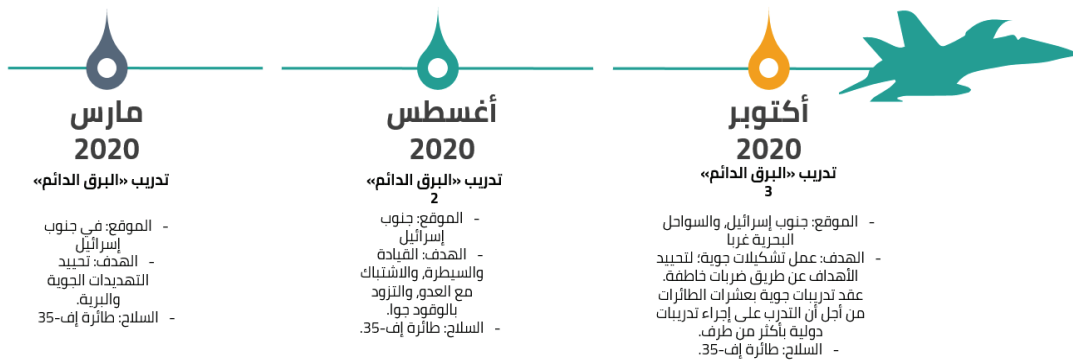 مارس
2020
تدريب «البرق الدائم»
- الموقع: في جنوب
إسرائيل
- الهدف: تحييد
التهديدات الجوية
والبرية.
- السلاح: طائرة إف-35
أغسطس
2020
تدريب «البرق الدائم»
2
- الموقع: جنوب
إسرائيل
- الهدف: القيادة
والسيطرة، والاشتباك
مع العدو، والتزود
بالوقود جوا.
- السلاح: طائرة إف-35.
أكتوبر
2020
تدريب «البرق الدائم»
3
- الموقع: جنوب إسرائيل، والسواحل
البحرية غربا
- الهدف: عمل تشكيلات جوية؛ لتحييد
الأهداف عن طريق ضربات خاطفة.
عقد تدريبات جوية بعشرات الطائرات
من أجل أن التدرب على إجراء تدريبات
دولية بأكثر من طرف.
- السلاح: طائرة إف-35.